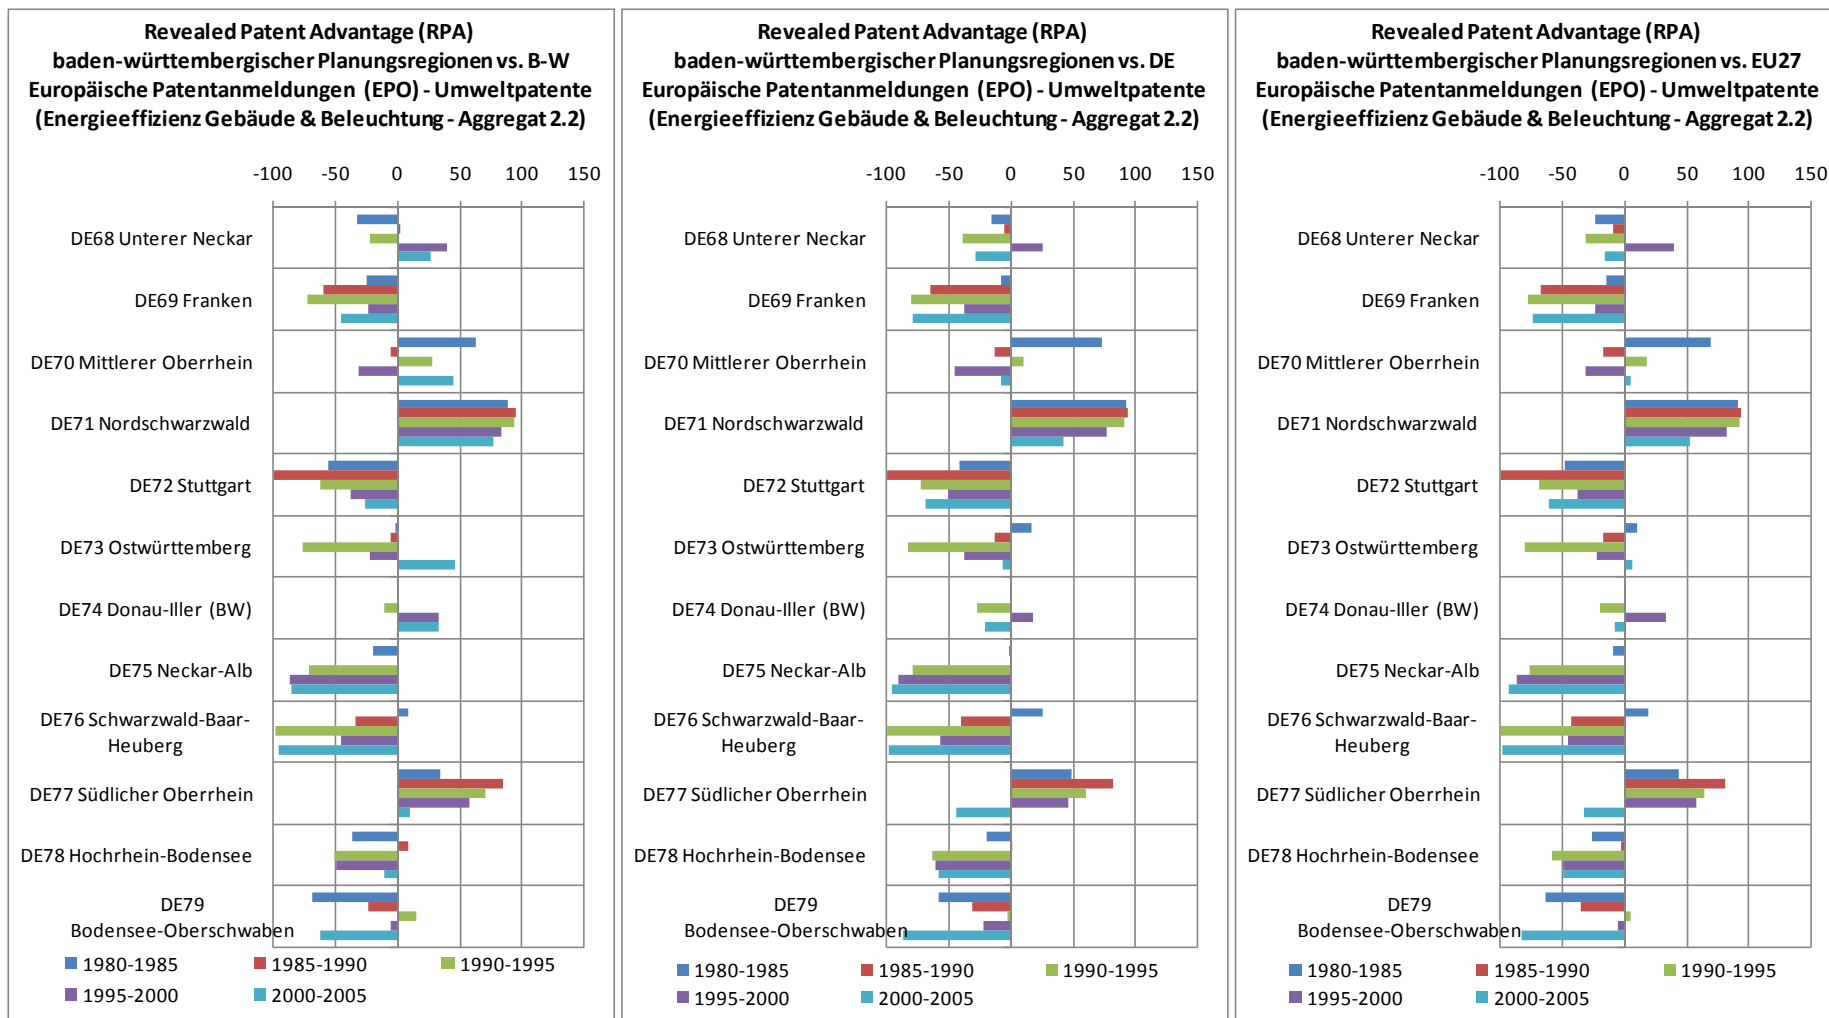 Revealed Patent Advantage (RPA)
baden-württembergischer Planungsregionen vs. B-W
Europäische Patentanmeldungen (EPO) - Umweltpatente
(Energieeffizienz Gebäude & Beleuchtung - Aggregat 2.2)
-100 -50 0 50 100 150
DE68 Unterer Neckar
DE69 Franken
DE70 Mittlerer Oberrhein
DE71 Nordschwarzwald
DE72 Stuttgart
DE73 Ostwürttemberg
DE74 Donau-Iller (BW)
DE75 Neckar-Alb
DE76 Schwarzwald-Baar-
Heuberg
DE77 Südlicher Oberrhein
DE78 Hochrhein-Bodensee
DE79
Bodensee-Oberschwaben
1980-1985 1985-1990 1990-1995
1995-2000 2000-2005
Revealed Patent Advantage (RPA)
baden-württembergischer Planungsregionen vs. DE
Europäische Patentanmeldungen (EPO) - Umweltpatente
(Energieeffizienz Gebäude & Beleuchtung - Aggregat 2.2)
-100 -50 0 50 100 150
DE68 Unterer Neckar
DE69 Franken
DE70 Mittlerer Oberrhein
DE71 Nordschwarzwald
DE72 Stuttgart
DE73 Ostwürttemberg
DE74 Donau-Iller (BW)
DE75 Neckar-Alb
DE76 Schwarzwald-Baar-
Heuberg
DE77 Südlicher Oberrhein
DE78 Hochrhein-Bodensee
DE79
Bodensee-Oberschwaben
1980-1985 1985-1990 1990-1995
1995-2000 2000-2005
Revealed Patent Advantage (RPA)
baden-württembergischer Planungsregionen vs. EU27
Europäische Patentanmeldungen (EPO) - Umweltpatente
(Energieeffizienz Gebäude & Beleuchtung - Aggregat 2.2)
-100 -50 0 50 100 150
DE68 Unterer Neckar
DE69 Franken
DE70 Mittlerer Oberrhein
DE71 Nordschwarzwald
DE72 Stuttgart
DE73 Ostwürttemberg
DE74 Donau-Iller (BW)
DE75 Neckar-Alb
DE76 Schwarzwald-Baar-
Heuberg
DE77 Südlicher Oberrhein
DE78 Hochrhein-Bodensee
DE79
Bodensee-Oberschwaben
1980-1985 1985-1990 1990-1995
1995-2000 2000-2005